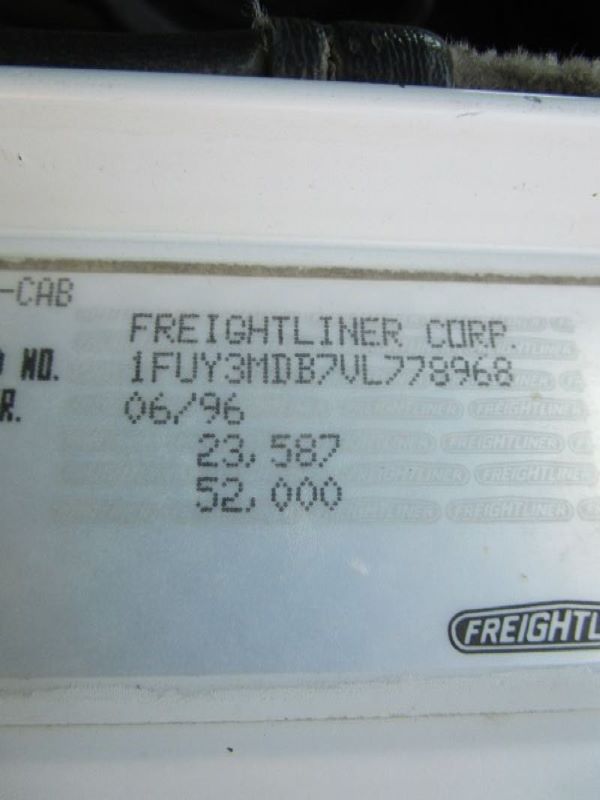 -CAB
FREIGHTLINER CORP.
NO. 1FUY3MDB7VL778968
R. 06/96
23,587
52,000
FREIGHTL